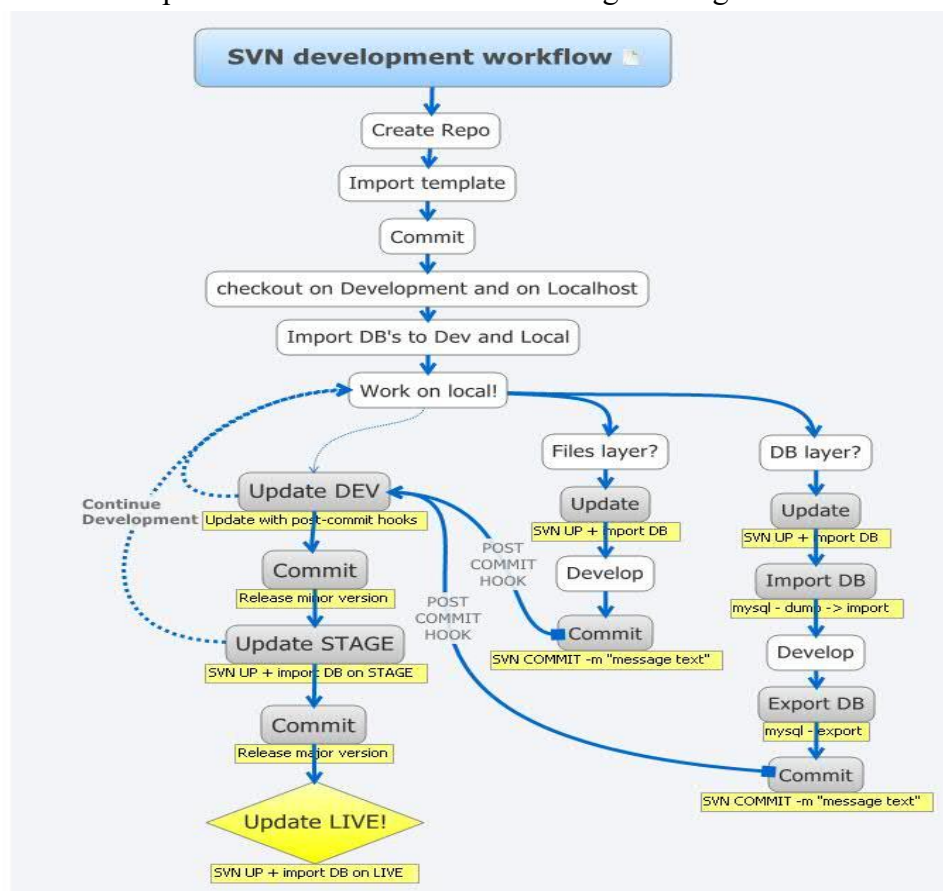 SVN development workflow
Create Repo
Import template
Commit
checkout on Development and on Localhost
Import DB's to Dev and Local
Work on local!
Files layer?
DB layer?
Continue
Development
Update DEV
Update with post-commit hooks
Commit
Release minor version
Update STAGE
SVN UP + import DB on STAGE
Commit
Release major version
Update LIVE!
SVN UP + import DB on LIVE
POST
COMMIT
HOOK
POST
COMMIT
HOOK
Update
SVN UP + import DB
Develop
Commit
SVN COMMIT -m "message text"
Update
SVN UP + import DB
Import DB
mysql - dump -> import
Develop
Export DB
mysql - export
Commit
SVN COMMIT -m "message text"